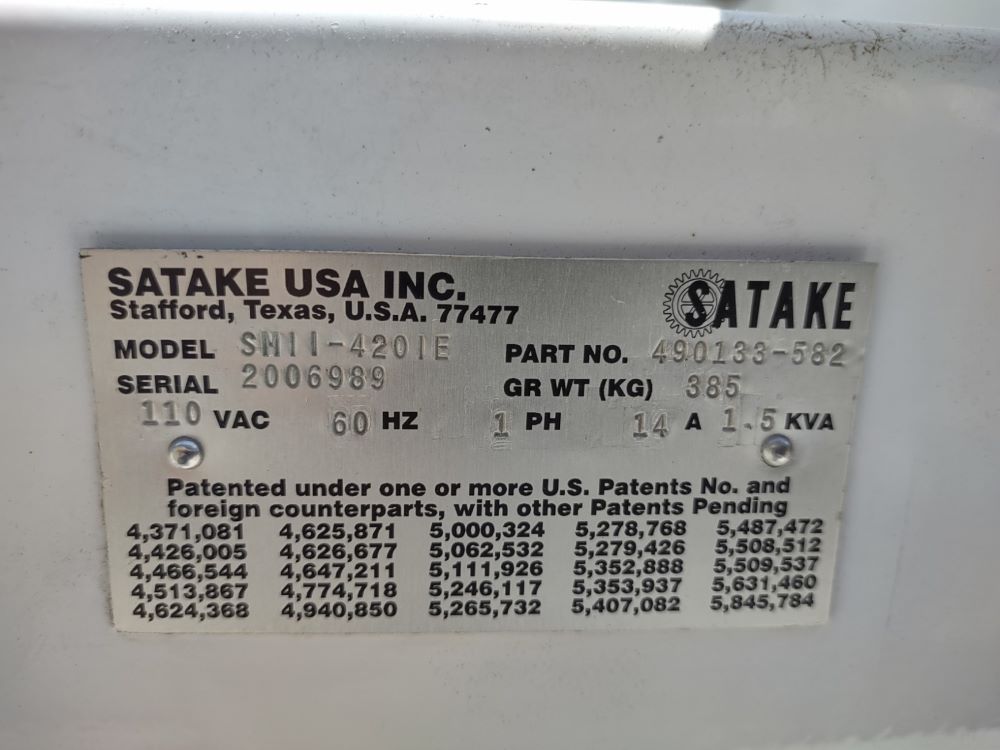 SATAKE USA INC.
Stafford, Texas, U.S.A. 77477
SATAKE
MODEL SM11-4201E
PART NO. 490133-582
SERIAL 2006989
GR WT (KG) 385
110 VAC 60 HZ 1 PH 14 A 1.5 KVA
Patented under one or more U.S. Patents No. and
foreign counterparts, with other Patents Pending
4,371,081 4,625,871 5,000,324 5,278,768 5,487,472
4,426,005 4,626,677 5,062,532 5,279,426 5,508,512
4,466,544 4,647,211 5,111,926 5,352,888 5,509,537
4,513,867 4,774,718 5,246,117 5,353,937 5,631,460
4,624,368 4,940,850 5,265,732 5,407,082 5,845,784